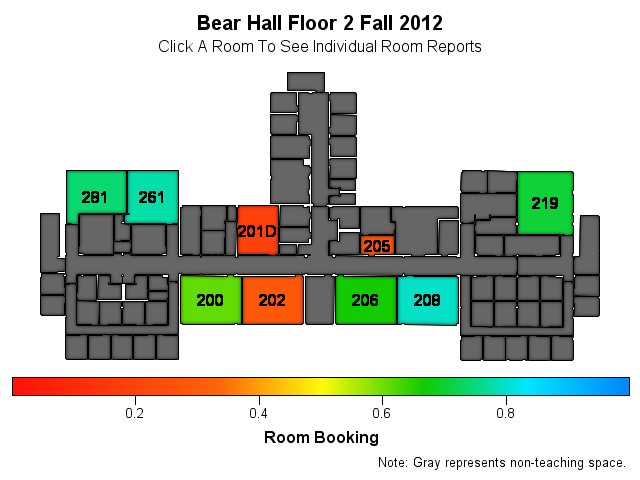 Bear Hall Floor 2 Fall 2012
Click A Room To See Individual Room Reports
281
261
219
201D
205
200
202
206
208
0.2
0.4
0.6
0.8
Room Booking
Note: Gray represents non-teaching space.